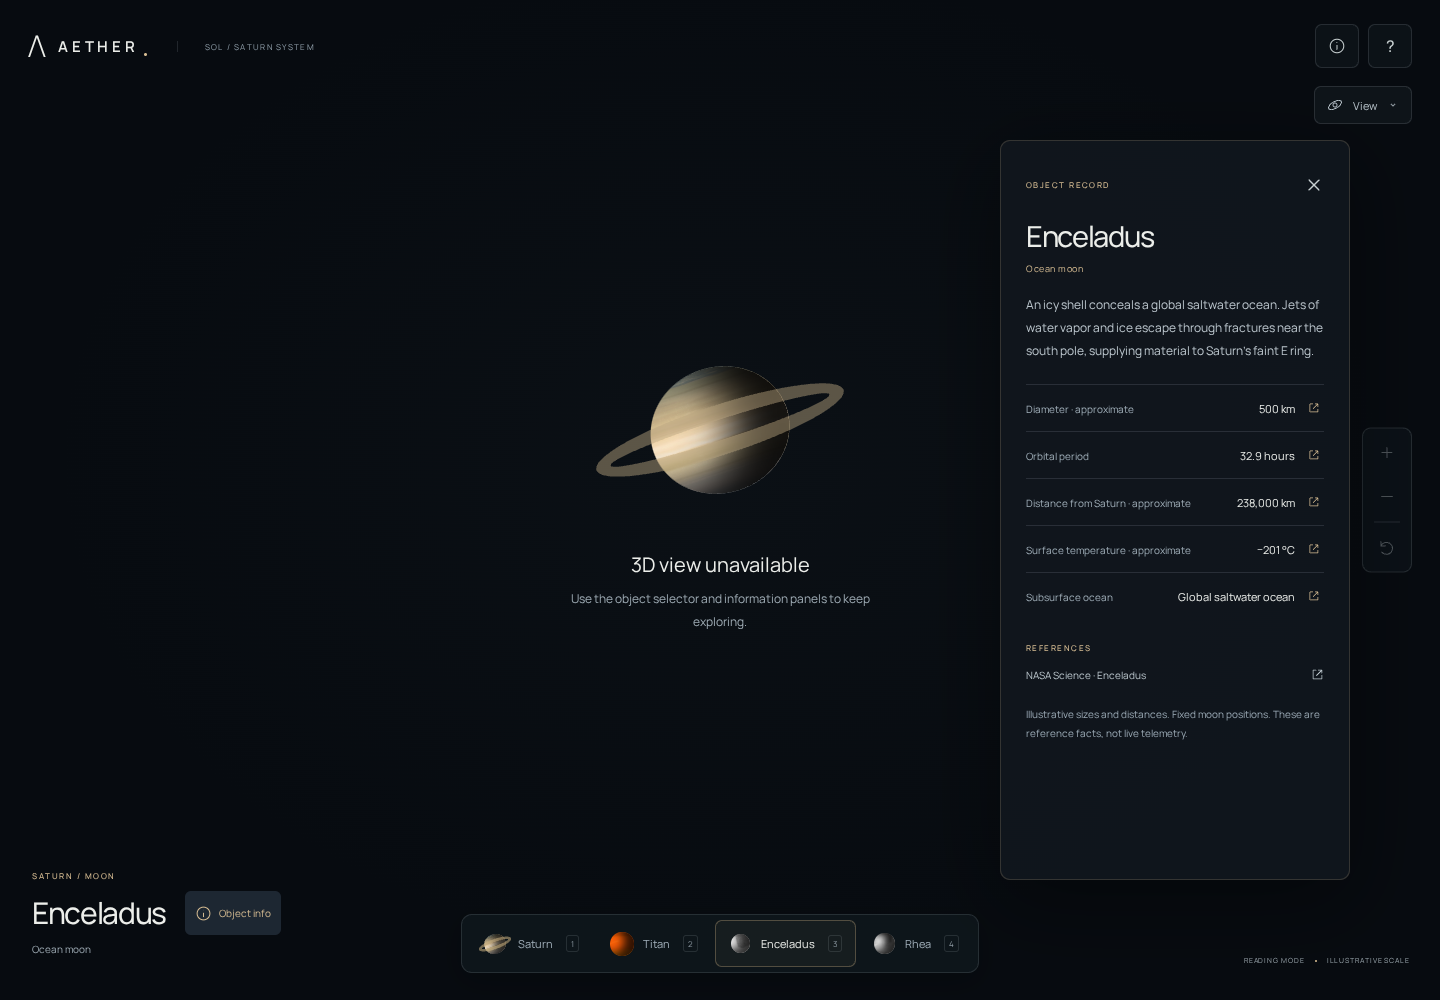 AETHER.
SOL / SATURN SYSTEM
?
View
OBJECT RECORD
Enceladus
Ocean moon
An icy shell conceals a global saltwater ocean. Jets of
water vapor and ice escape through fractures near the
south pole, supplying material to Saturn's faint E ring.
Diameter · approximate 500 km
Orbital period 32.9 hours
Distance from Saturn · approximate 238,000 km
Surface temperature · approximate −201 °C
Subsurface ocean Global saltwater ocean
REFERENCES
NASA Science · Enceladus
Illustrative sizes and distances. Fixed moon positions. These are
reference facts, not live telemetry.
3D view unavailable
Use the object selector and information panels to keep
exploring.
SATURN / MOON
Enceladus
Object info
Ocean moon
Saturn 1
Titan 2
Enceladus 3
Rhea 4
READING MODE • ILLUSTRATIVE SCALE